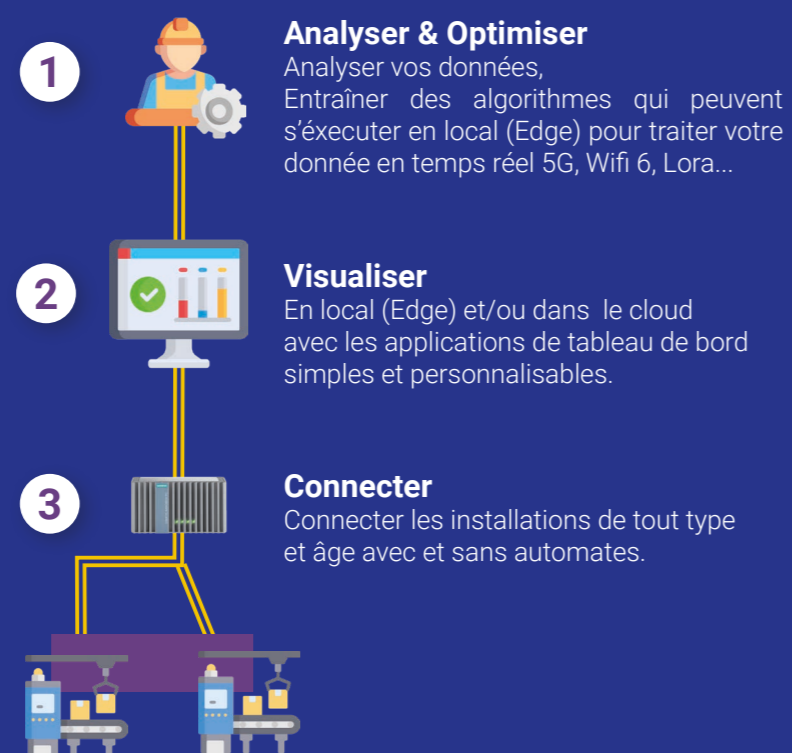 1
Analyser & Optimiser
Analyser vos données,
Entraîner des algorithmes qui peuvent
s'éxecuter en local (Edge) pour traiter votre
donnée en temps réel 5G, Wifi 6, Lora...
2
Visualiser
En local (Edge) et/ou dans le cloud
avec les applications de tableau de bord
simples et personnalisables.
3
Connecter
Connecter les installations de tout type
et âge avec et sans automates.